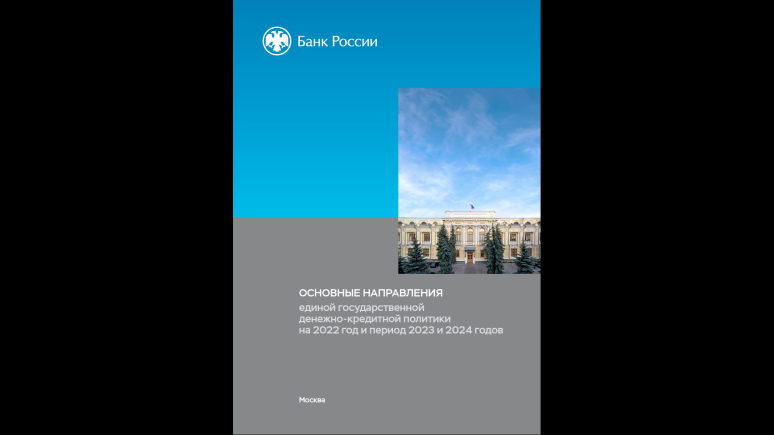 Банк России
ОСНОВНЫЕ НАПРАВЛЕНИЯ
единой государственной
денежно-кредитной политики
на 2022 год и период 2023 и 2024 годов
Москва